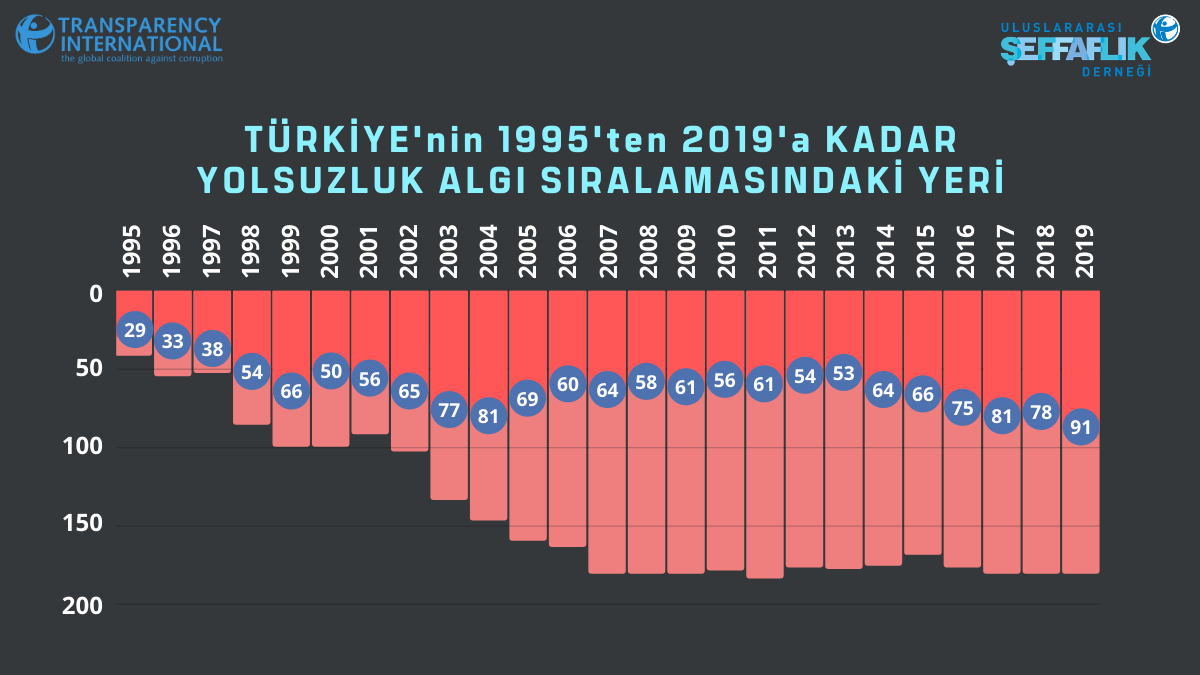 TRANSPARENCY
INTERNATIONAL
the global coalition against corruption
ULUSLARARASI
ŞEFFAFLIK
DERNEĞİ
TÜRKİYE'nin 1995'ten 2019'a KADAR
YOLSUZLUK ALGI SIRALAMASINDAKİ YERİ
1995 1996 1997 1998 1999 2000 2001 2002 2003 2004 2005 2006 2007 2008 2009 2010 2011 2012 2013 2014 2015 2016 2017 2018 2019
0
29 33 38 54 66 50 56 65 77 81 69 60 64 58 61 56 61 54 53 64 66 75 81 78 91
50
100
150
200